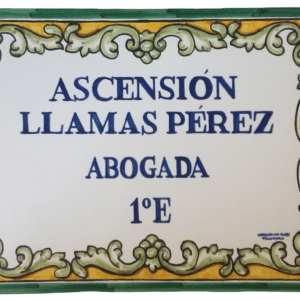 ASCENSIÓN
LLAMAS PÉREZ
ABOGADA
1ºE